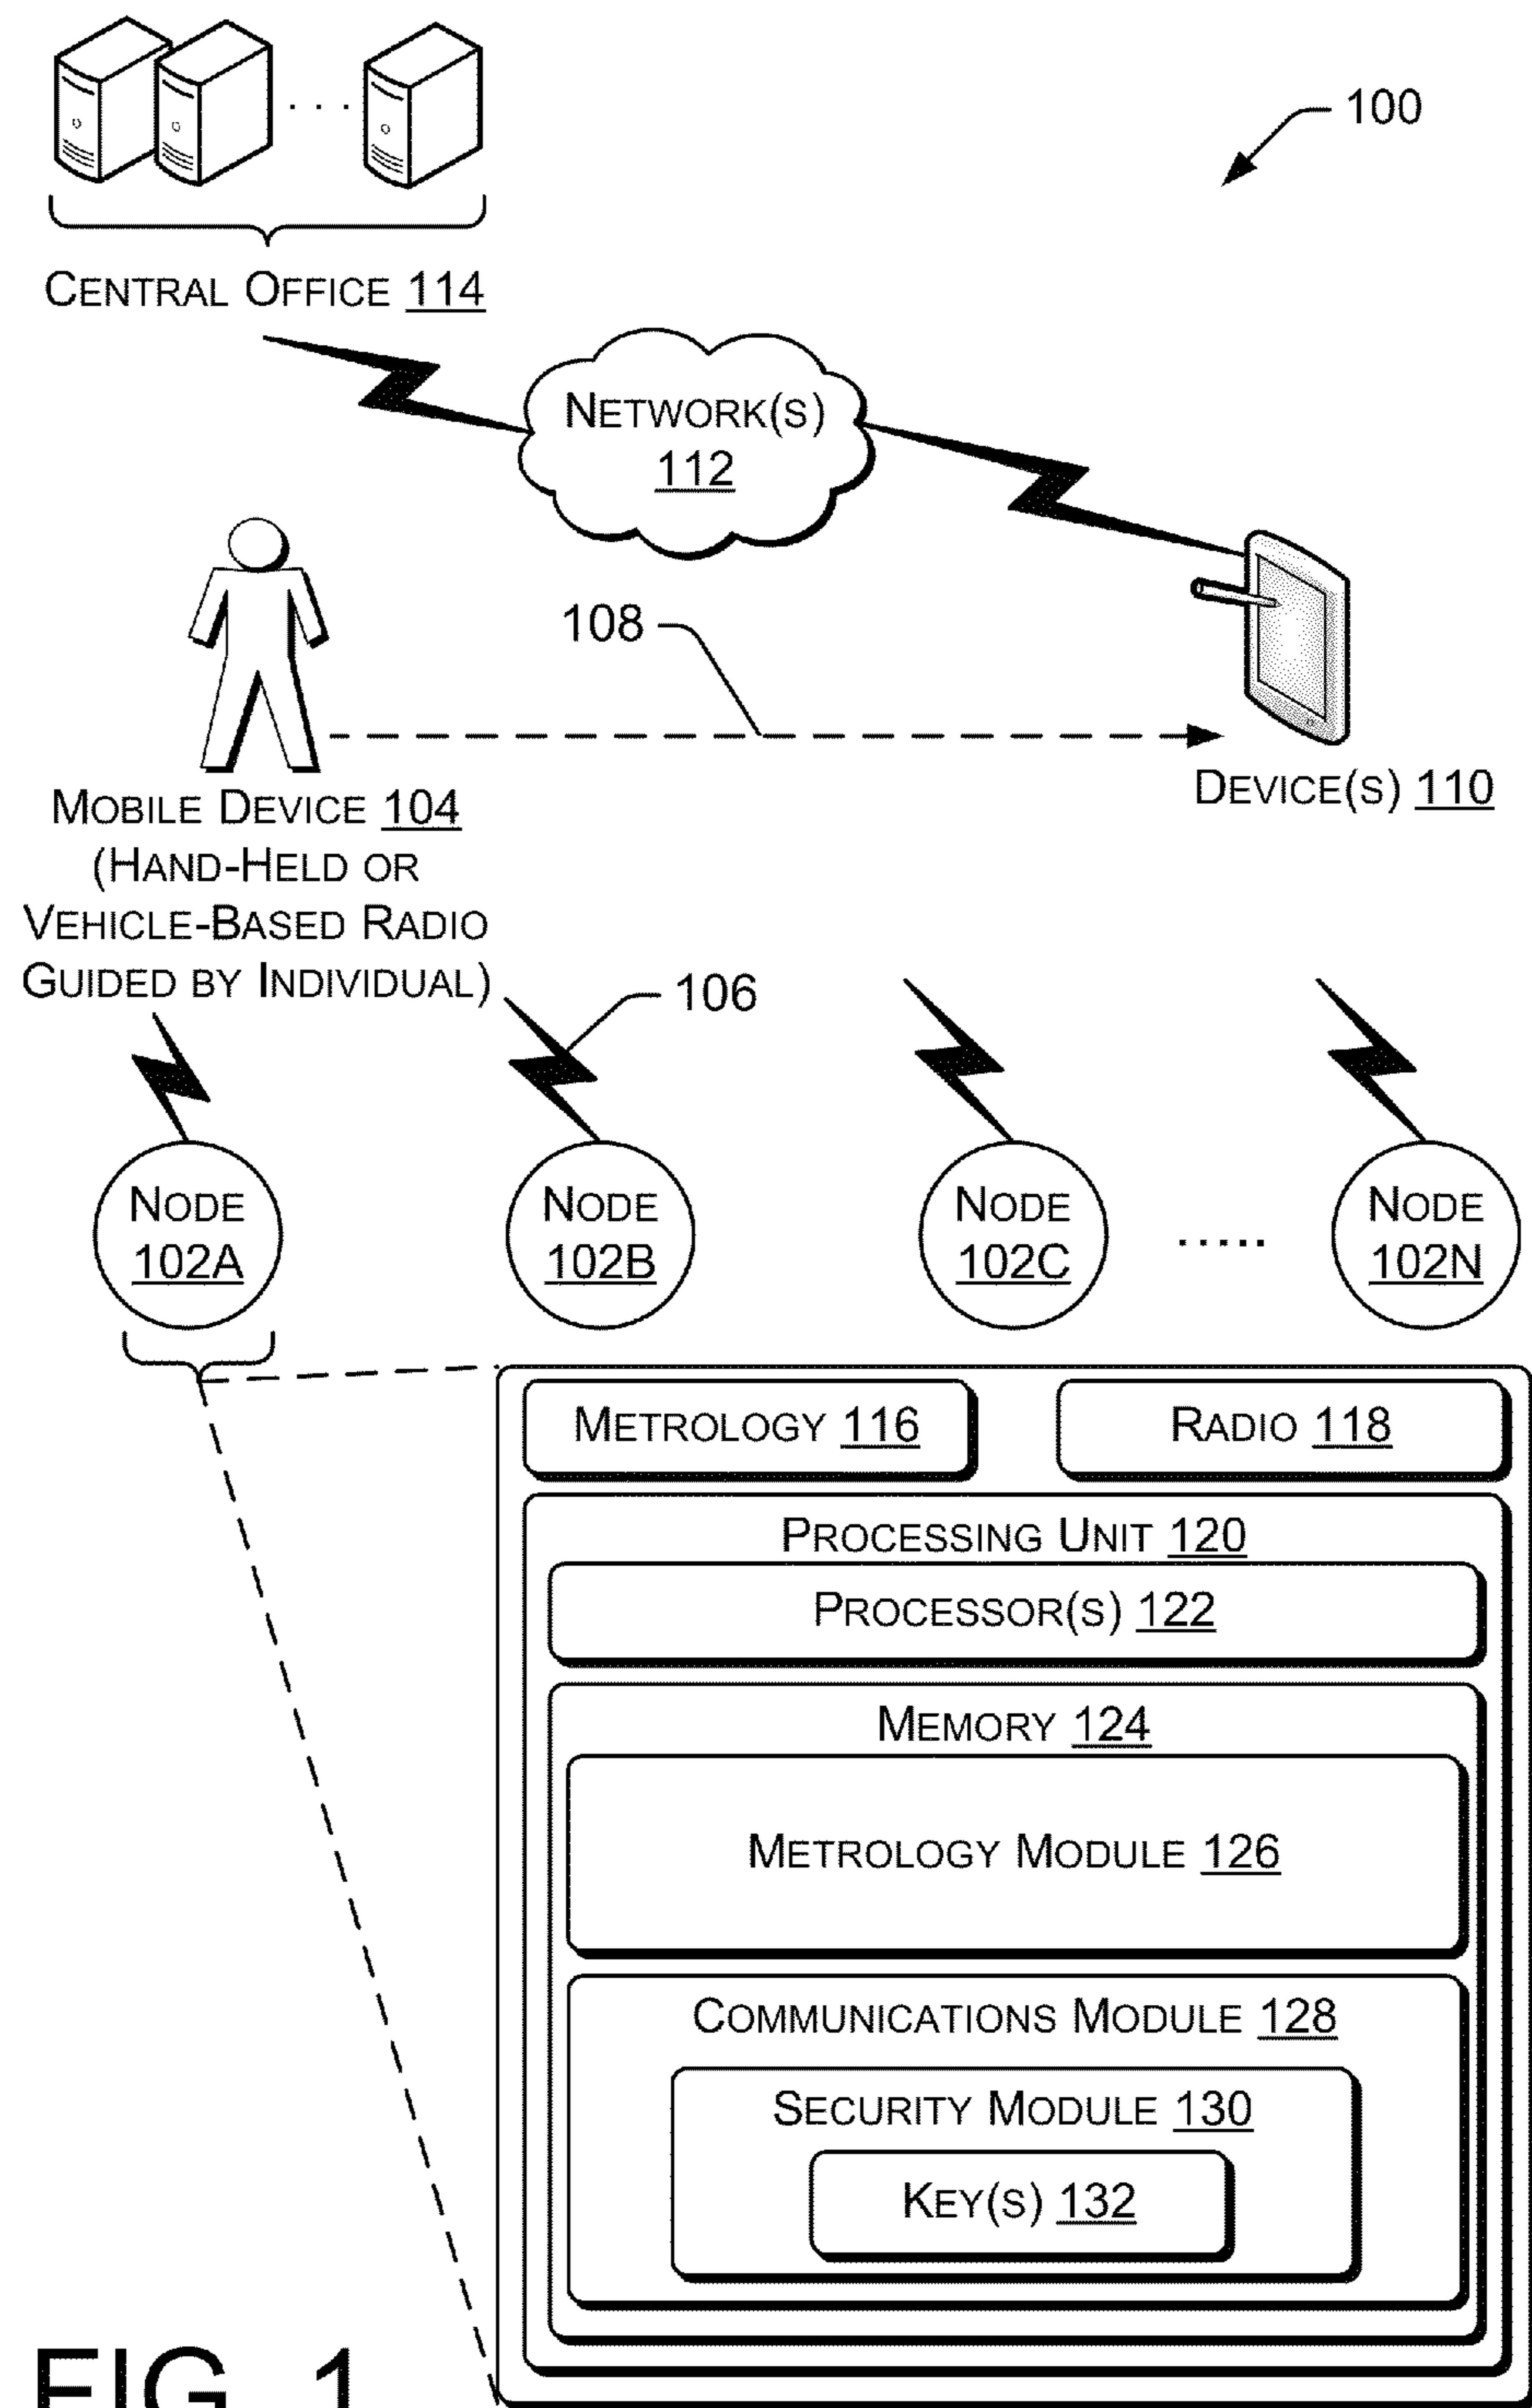 100
CENTRAL OFFICE 114
NETWORK(S)
112
108
MOBILE DEVICE 104
(HAND-HELD OR
VEHICLE-BASED RADIO
GUIDED BY INDIVIDUAL)
DEVICE(S) 110
106
NODE
102A
NODE
102B
NODE
102C
.....
NODE
102N
METROLOGY 116
RADIO 118
PROCESSING UNIT 120
PROCESSOR(S) 122
MEMORY 124
METROLOGY MODULE 126
COMMUNICATIONS MODULE 128
SECURITY MODULE 130
KEY(S) 132
FIG. 1